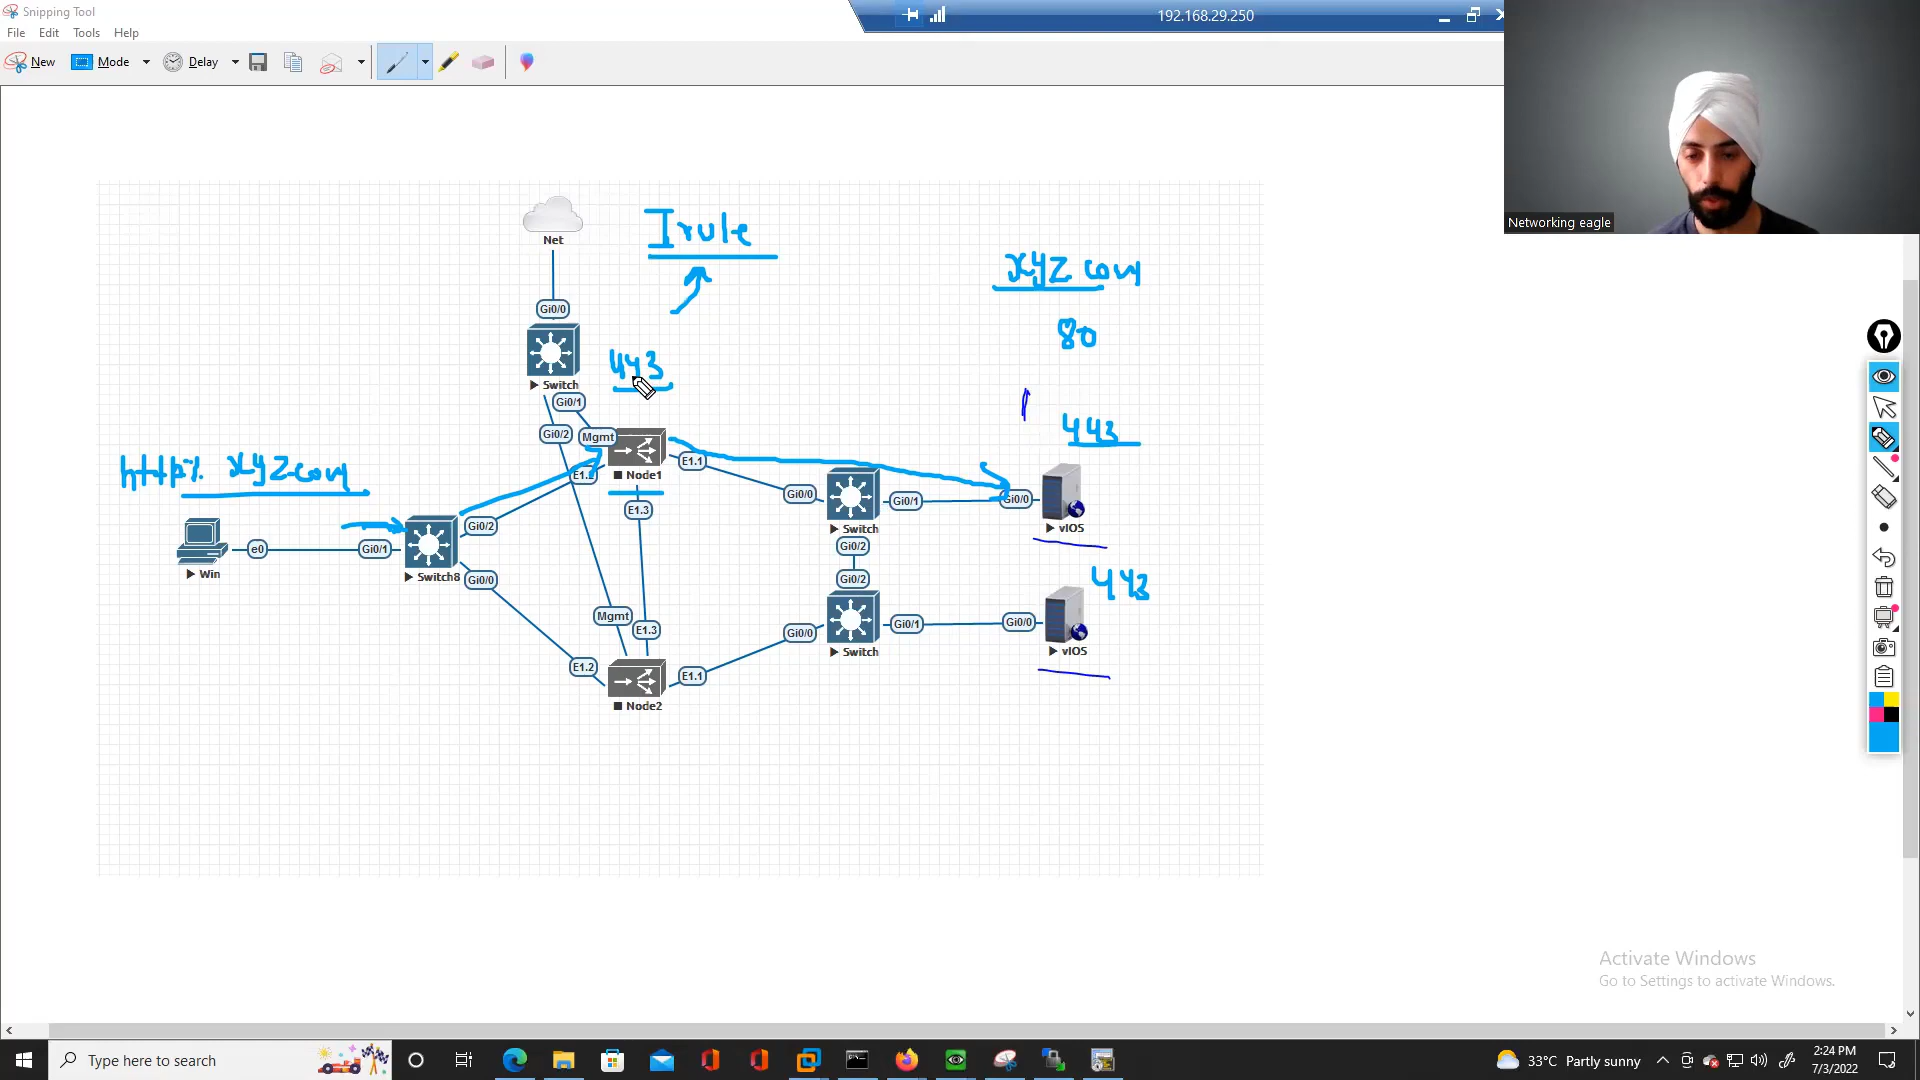 Snipping Tool
192.168.29.250
File Edit Tools Help
New Mode Delay
Networking eagle
Net
Irule
xyz com
80
Gi0/0
Switch
443
Gi0/1
Gi0/2
Mgmt
443
E1.2
Node1
E1.1
Gi0/0
Gi0/1
Gi0/0
xyz.com
Switch
vIOS
E1.3
Gi0/2
Gi0/2
e0
Gi0/1
Win
Switch8
Gi0/0
Gi0/2
443
Mgmt
E1.3
Gi0/0
Gi0/1
Gi0/0
Switch
vIOS
E1.2
E1.1
Node2
Activate Windows
Go to Settings to activate Windows.
Type here to search
33°C Partly sunny
2:24 PM
7/3/2022